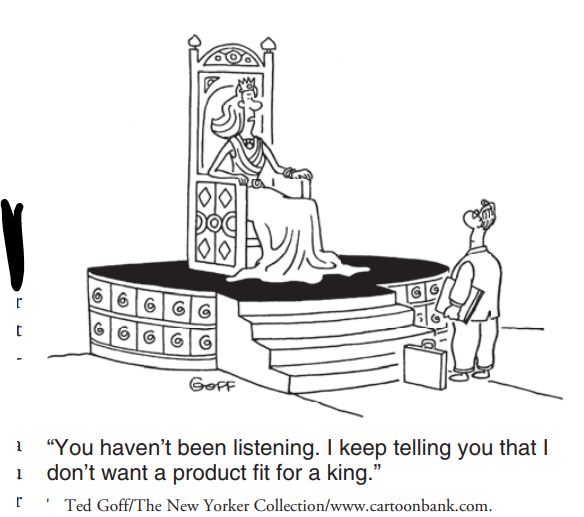 GOFF
r
t
-
ı “You haven’t been listening. I keep telling you that I
ı don’t want a product fit for a king.”
r ' Ted Goff/The New Yorker Collection/www.cartoonbank.com.